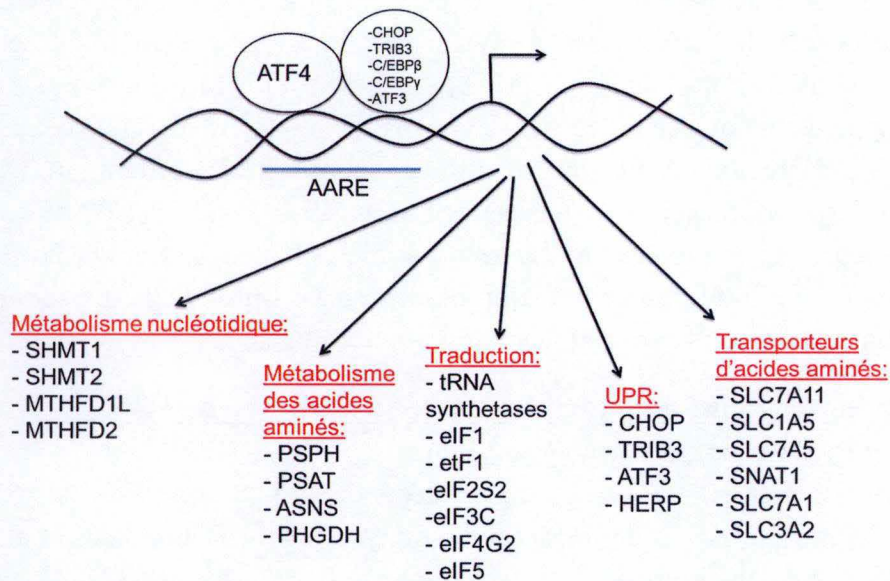 ATF4
-CHOP
-TRIB3
-C/EBPβ
-C/EBPγ
-ATF3
AARE
Métabolisme nucléotidique:
- SHMT1
- SHMT2
- MTHFD1L
- MTHFD2
Métabolisme
des acides
aminés:
- PSPH
- PSAT
- ASNS
- PHGDH
Traduction:
- tRNA
synthetases
- eIF1
- etF1
-eIF2S2
-eIF3C
- eIF4G2
- eIF5
UPR:
- CHOP
- TRIB3
- ATF3
- HERP
Transporteurs
d'acides aminés:
- SLC7A11
- SLC1A5
- SLC7A5
- SNAT1
- SLC7A1
- SLC3A2